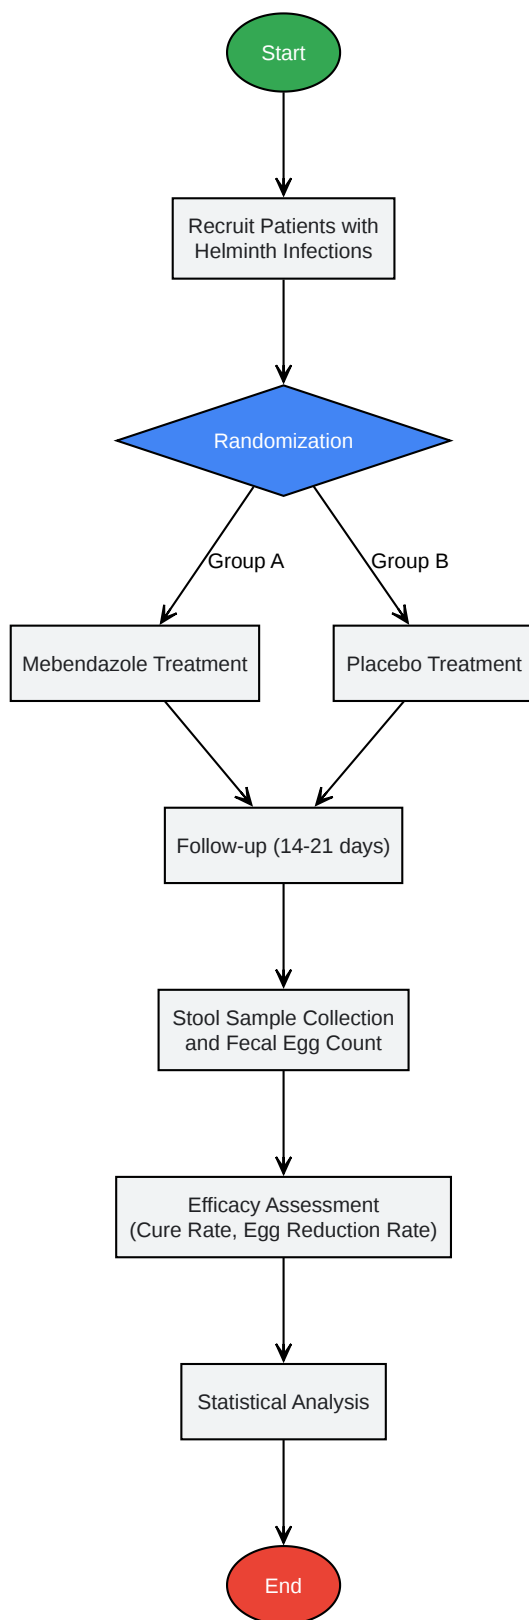 Start
Recruit Patients with
Helminth Infections
Randomization
Group A
Group B
Mebendazole Treatment
Placebo Treatment
Follow-up (14-21 days)
Stool Sample Collection
and Fecal Egg Count
Efficacy Assessment
(Cure Rate, Egg Reduction Rate)
Statistical Analysis
End